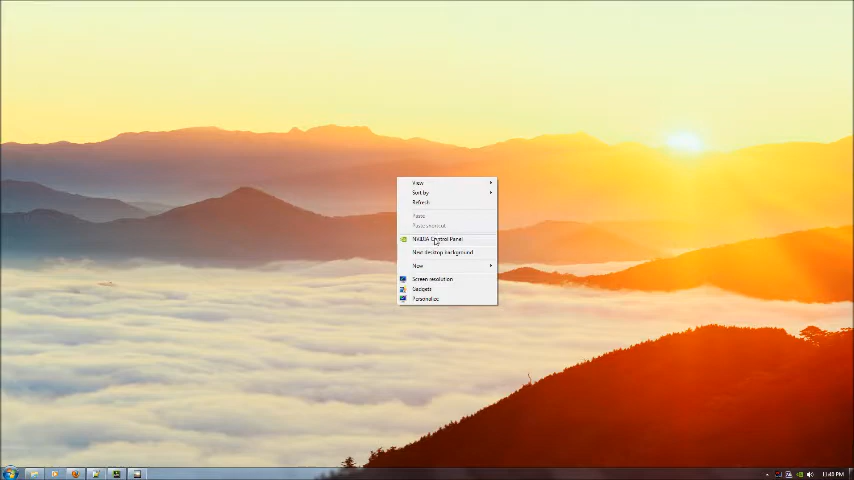 View
Sort by
Refresh
Paste
Paste shortcut
NVIDIA Control Panel
Next desktop background
New
Screen resolution
Gadgets
Personalize
11:40 PM